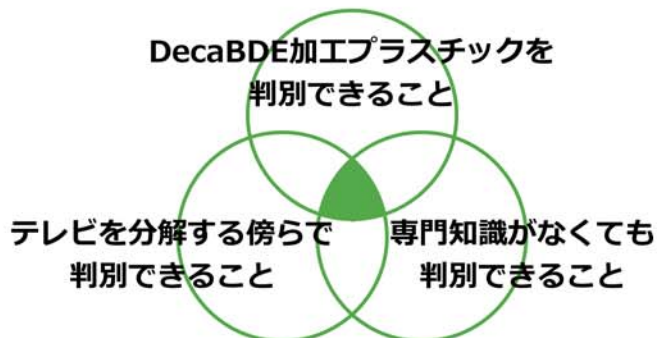 DecaBDE加工プラスチックを
判別できること
テレビを分解する傍らで
判別できること
専門知識がなくても
判別できること